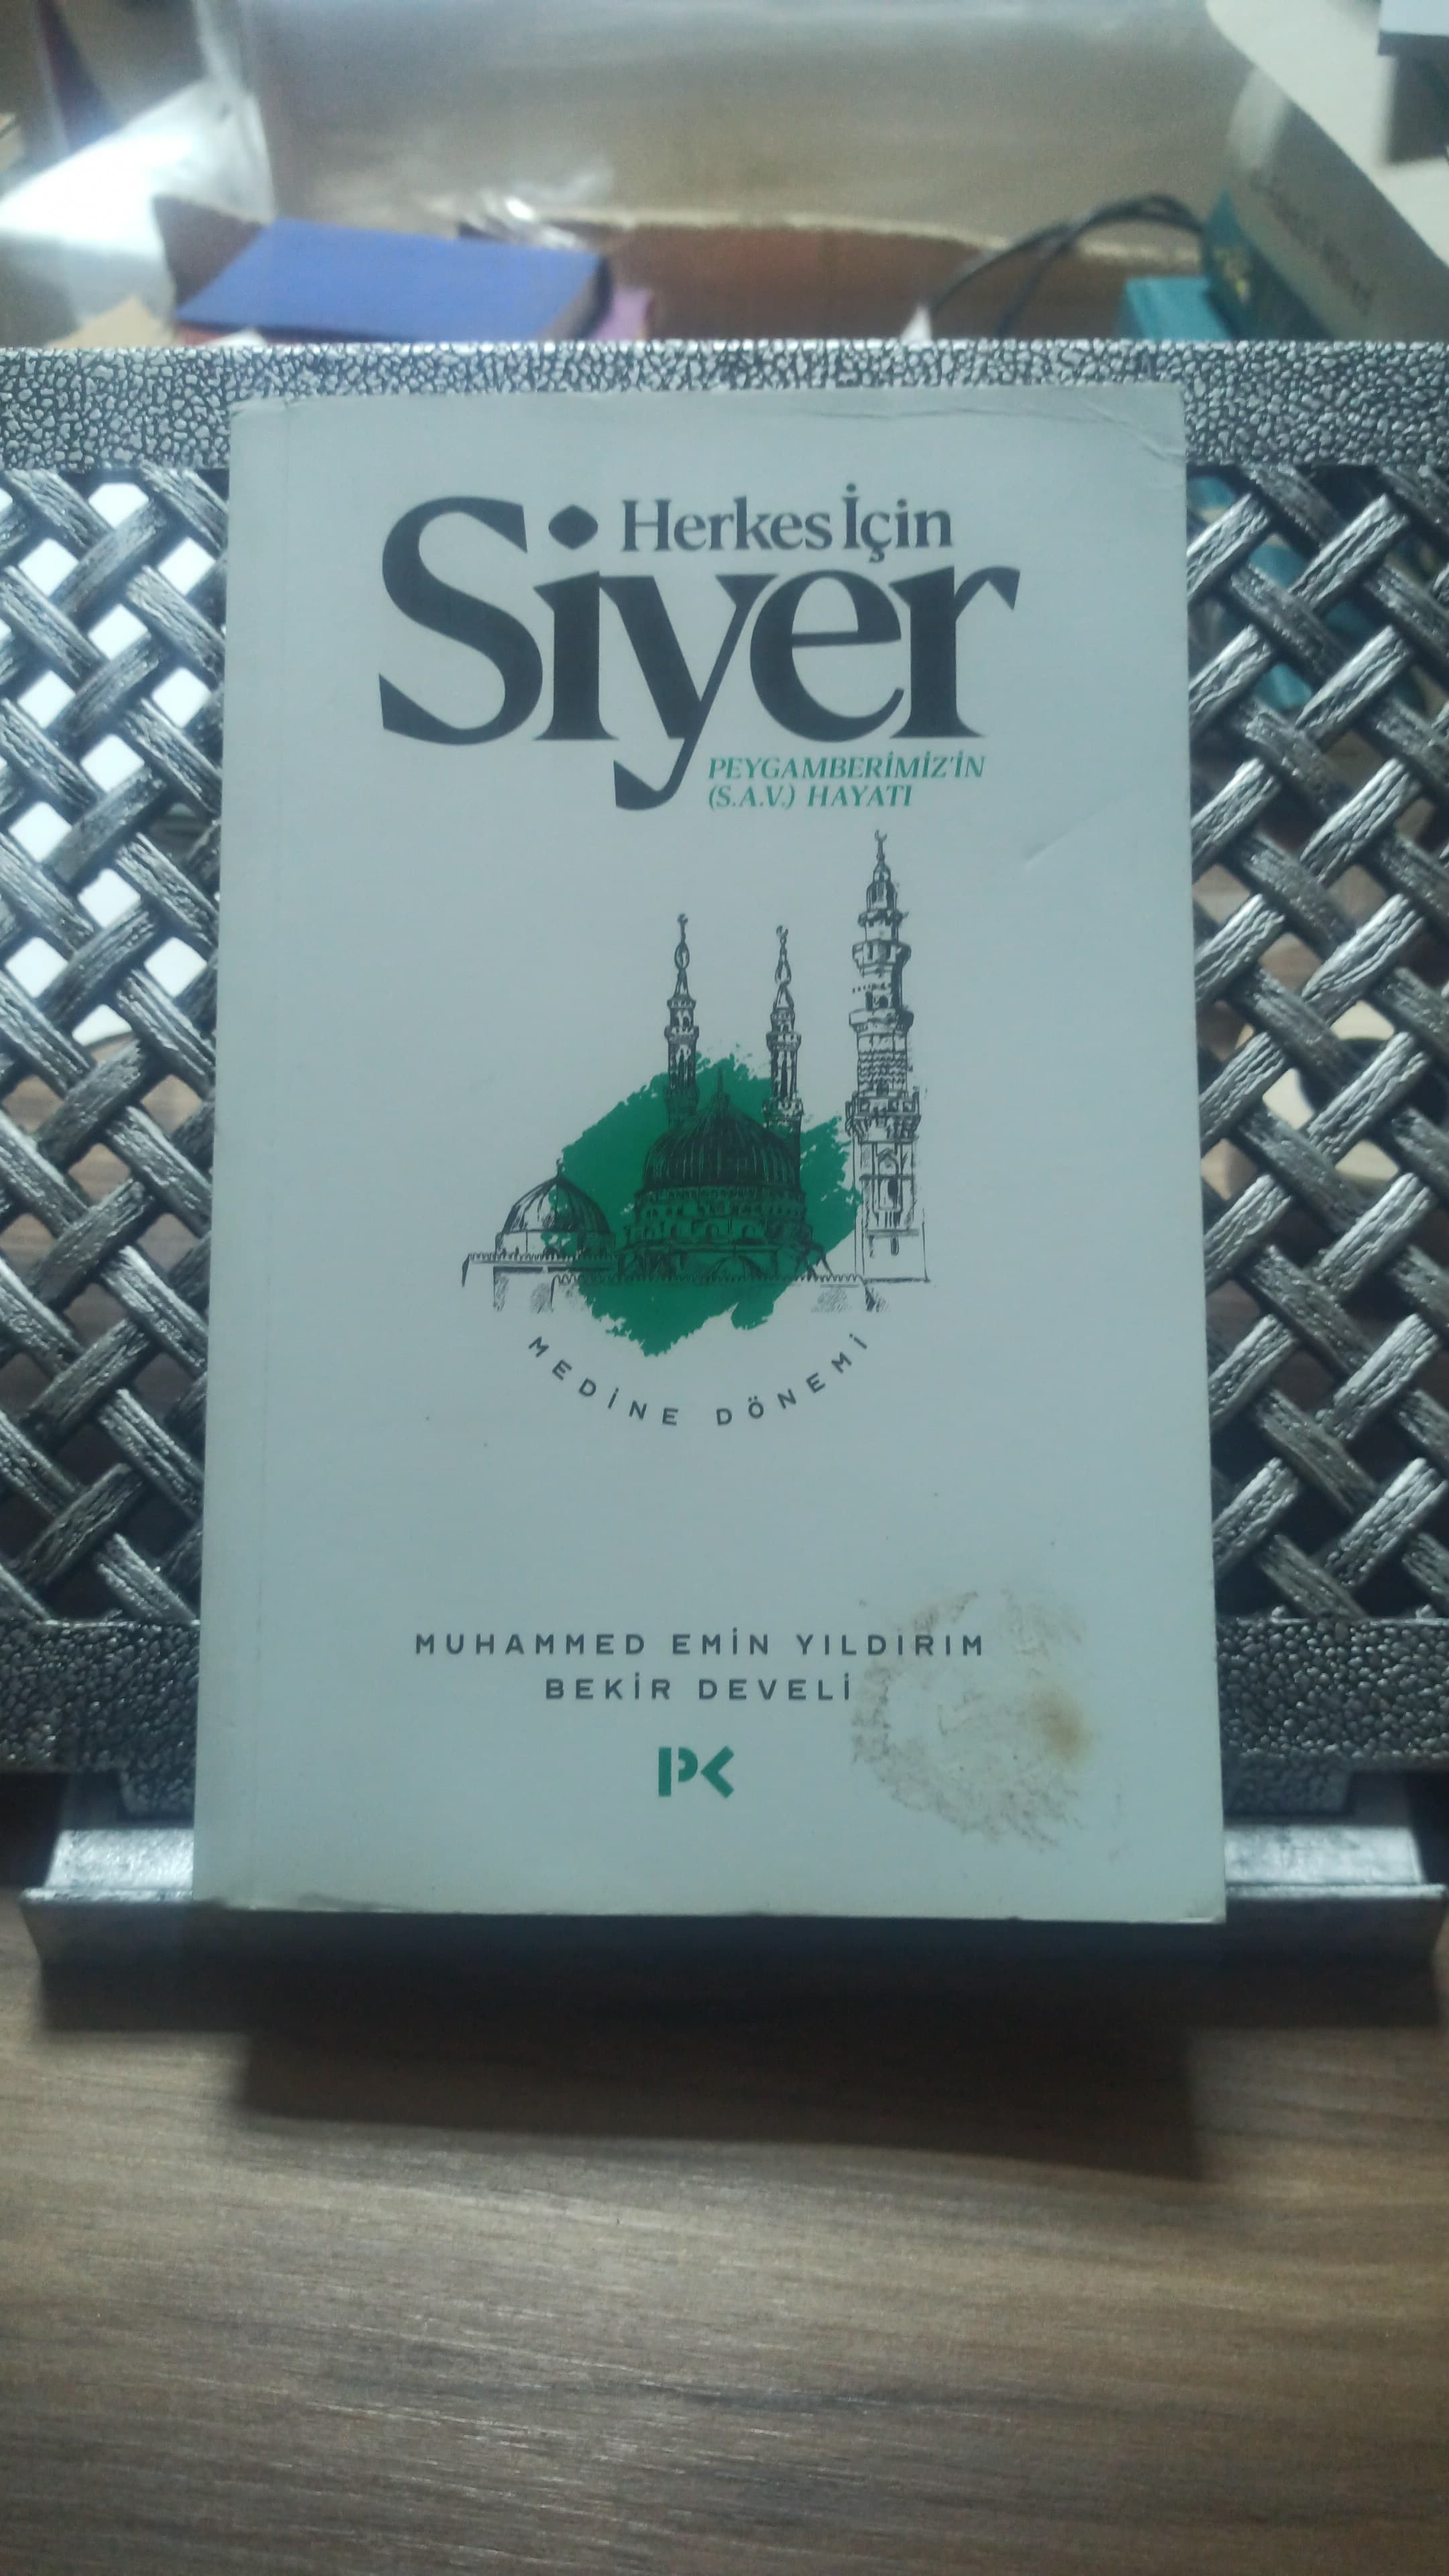 Herkes İçin
Siyer
PEYGAMBERİMİZ'İN
(S.A.V.) HAYATI
MEDİNE DÖNEMİ
MUHAMMED EMİN YILDIRIM
BEKİR DEVELİ
PK